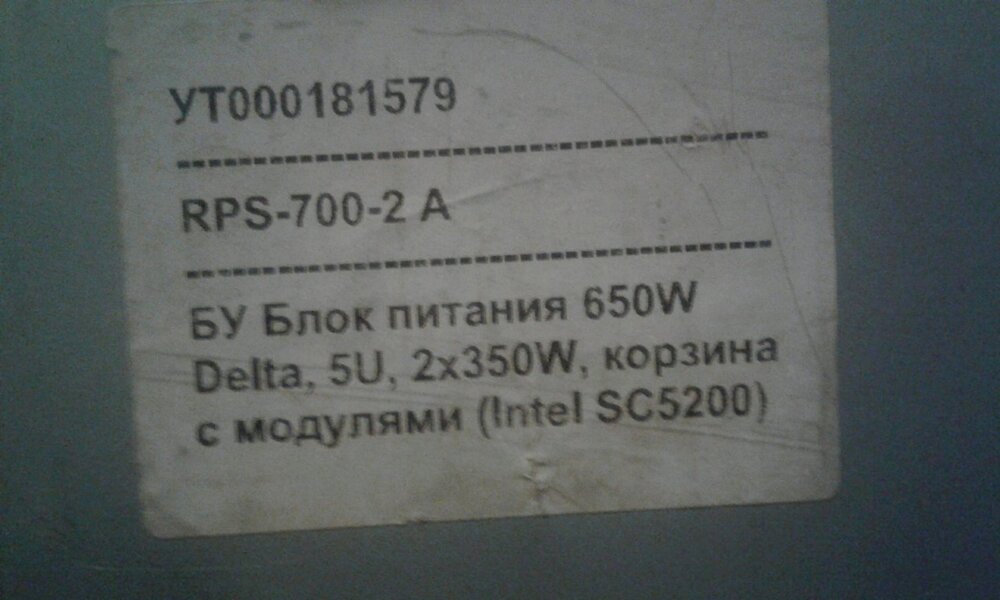 УТ000181579
RPS-700-2 A
БУ Блок питания 650W
Delta, 5U, 2x350W, корзина
с модулями (Intel SC5200)